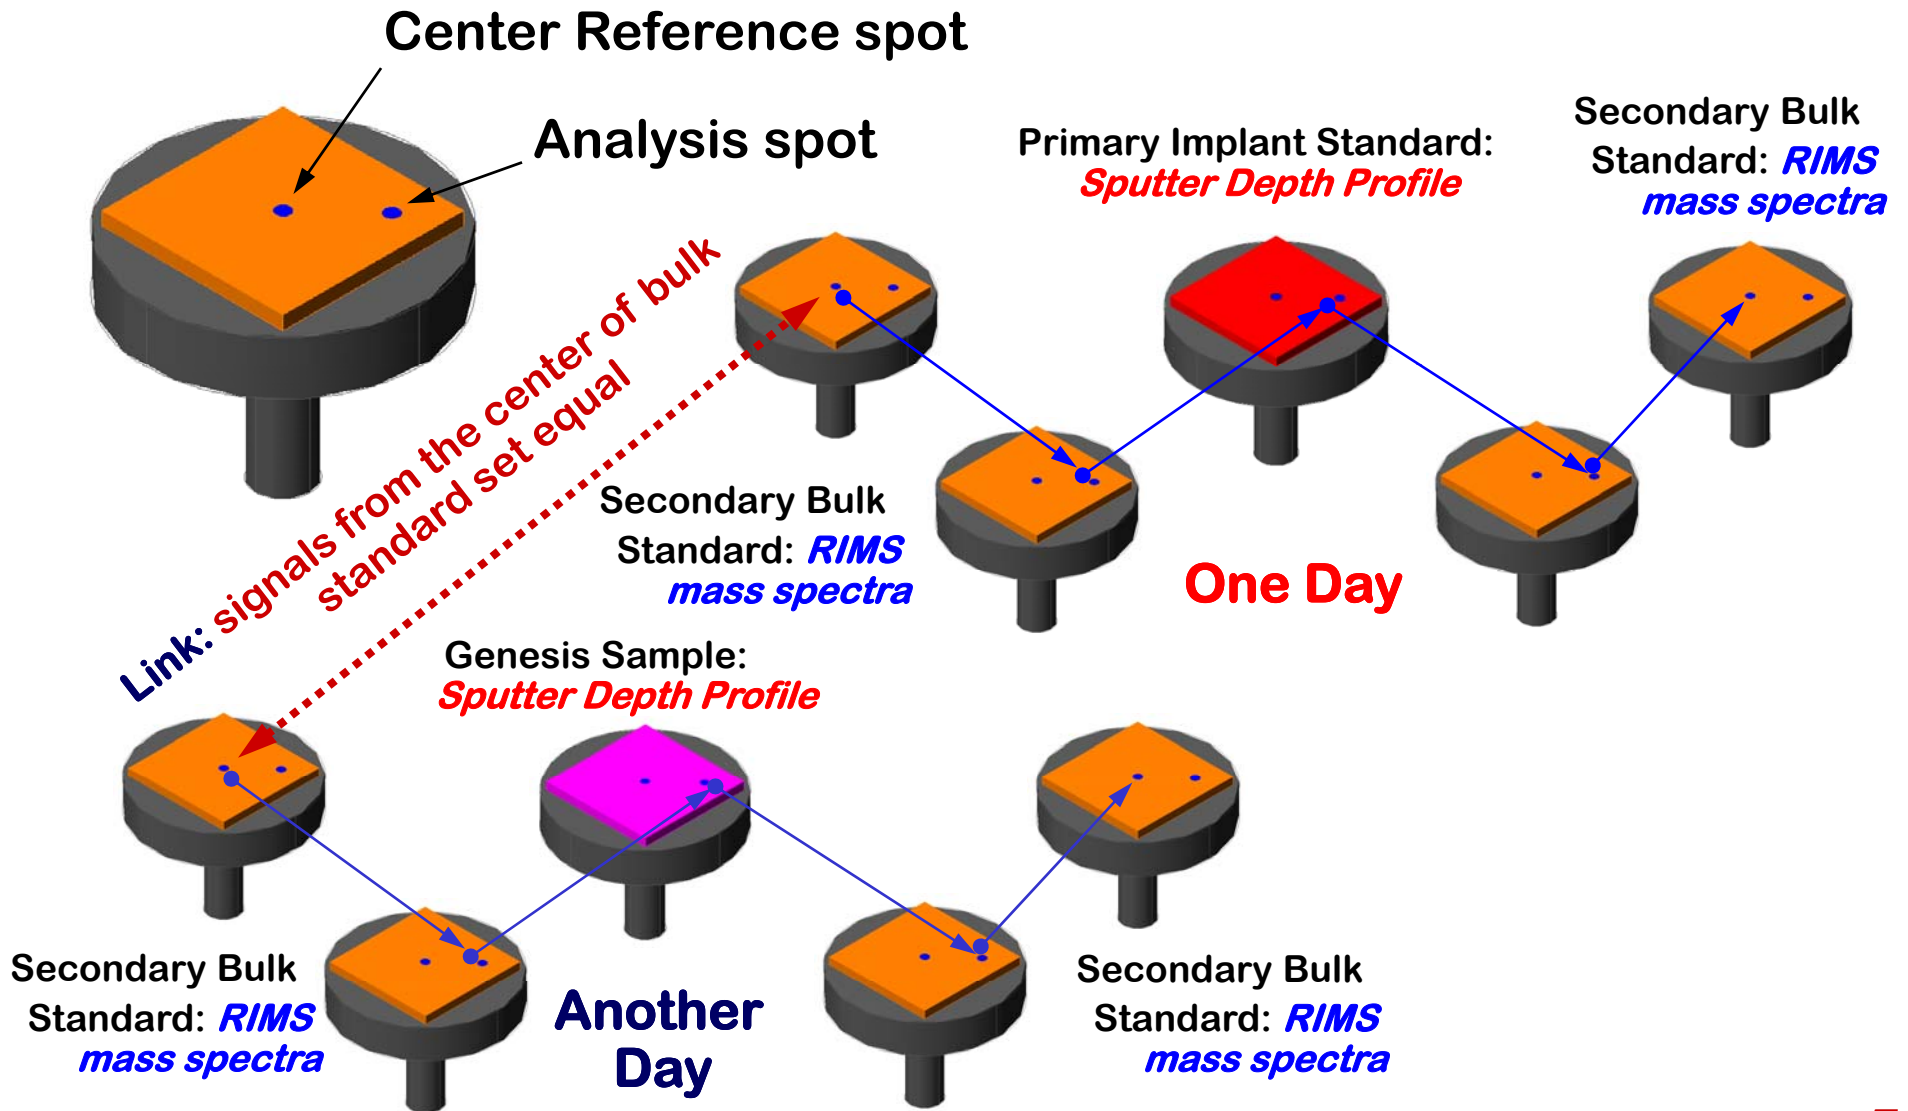 Center Reference spot
Analysis spot
Primary Implant Standard:
Sputter Depth Profile
Secondary Bulk
Standard: RIMS
mass spectra
Link: signals from the center of bulk
standard set equal
Secondary Bulk
Standard: RIMS
mass spectra
One Day
Genesis Sample:
Sputter Depth Profile
Secondary Bulk
Standard: RIMS
mass spectra
Another
Day
Secondary Bulk
Standard: RIMS
mass spectra